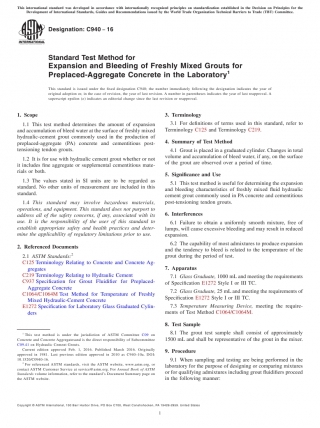 This international standard was developed in accordance with internationally recognized principles on standardization established in the Decision on Principles for the
Development of International Standards, Guides and Recommendations issued by the World Trade Organization Technical Barriers to Trade (TBT) Committee.
Designation: C940 – 16
INTERNATIONAL
Standard Test Method for
Expansion and Bleeding of Freshly Mixed Grouts for
Preplaced-Aggregate Concrete in the Laboratory1
This standard is issued under the fixed designation C940; the number immediately following the designation indicates the year of
original adoption or, in the case of revision, the year of last revision. A number in parentheses indicates the year of last reapproval. A
superscript epsilon (ε) indicates an editorial change since the last revision or reapproval.
1. Scope
1.1 This test method determines the amount of expansion
and accumulation of bleed water at the surface of freshly mixed
hydraulic-cement grout commonly used in the production of
preplaced-aggregate (PA) concrete and cementitious post-
tensioning tendon grouts.
1.2 It is for use with hydraulic cement grout whether or not
it includes fine aggregate or supplemental cementitious mate-
rials or both.
1.3 The values stated in SI units are to be regarded as
standard. No other units of measurement are included in this
standard.
1.4 This standard may involve hazardous materials,
operations, and equipment. This standard does not purport to
address all of the safety concerns, if any, associated with its
use. It is the responsibility of the user of this standard to
establish appropriate safety and health practices and deter-
mine the applicability of regulatory limitations prior to use.
2. Referenced Documents
2.1 ASTM Standards:2
C125 Terminology Relating to Concrete and Concrete Ag-
gregates
C219 Terminology Relating to Hydraulic Cement
C937 Specification for Grout Fluidifier for Preplaced-
Aggregate Concrete
C1064/C1064M Test Method for Temperature of Freshly
Mixed Hydraulic-Cement Concrete
E1272 Specification for Laboratory Glass Graduated Cylin-
ders
1 This test method is under the jurisdiction of ASTM Committee C09 on
Concrete and Concrete Aggregates and is the direct responsibility of Subcommittee
on Hydraulic Cement Grouts.
Current edition approved Feb. 1, 2016. Published March 2016. Originally
approved in 1981. Last previous edition approved in 2010 as C940–10a. DOI:
10.1520/C0940-16.
2 For referenced ASTM standards, visit the ASTM website, www.astm.org, or
contact ASTM Customer Service at service@astm.org. For Annual Book of ASTM
Standards volume information, refer to the standard's Document Summary page on
the ASTM website.
3. Terminology
3.1 For definitions of terms used in this standard, refer to
Terminology C125 and Terminology C219.
4. Summary of Test Method
6.1 Grout is placed in a graduated cylinder. Changes in total
volume and accumulation of bleed water, if any, on the surface
of the grout are observed over a period of time.
5. Significance and Use
5.1 This test method is useful for determining the expansion
and bleeding characteristics of freshly mixed fluid hydraulic
cement grout commonly used in PA concrete and cementitious
post-tensioning grouts.
6. Interferences
6.1 Failure to obtain a uniformly smooth mixture, free of
lumps, will cause excessive bleeding and may result in reduced
expansion.
6.2 The capability of most admixtures to produce expansion
and the tendency to bleed is related to the temperature of the
grout during the period of test.
7. Apparatus
7.1 Glass Graduate, 1000 mL and meeting the requirements
of Specification E1272 Style I or III TC.
7.2 Glass Graduate, 25 mL and meeting the requirements of
Specification E1272 Style I or III TC.
7.3 Temperature Measuring Device, meeting the require-
ments of Test Method C1064/C1064M.
8. Test Sample
8.1 The grout test sample shall consist of approximately
1500 mL and shall be representative of the grout in the mixer.
9. Procedure
9.1 When sampling and testing are being performed in the
laboratory for the purpose of designing or comparing mixtures
or for qualifying admixtures including grout fluidifiers proceed
in the following manner:
Copyright © ASTM International, 100 Barr Harbor Drive, PO Box C700, West Conshohocken, PA 19428-2959. United States
1